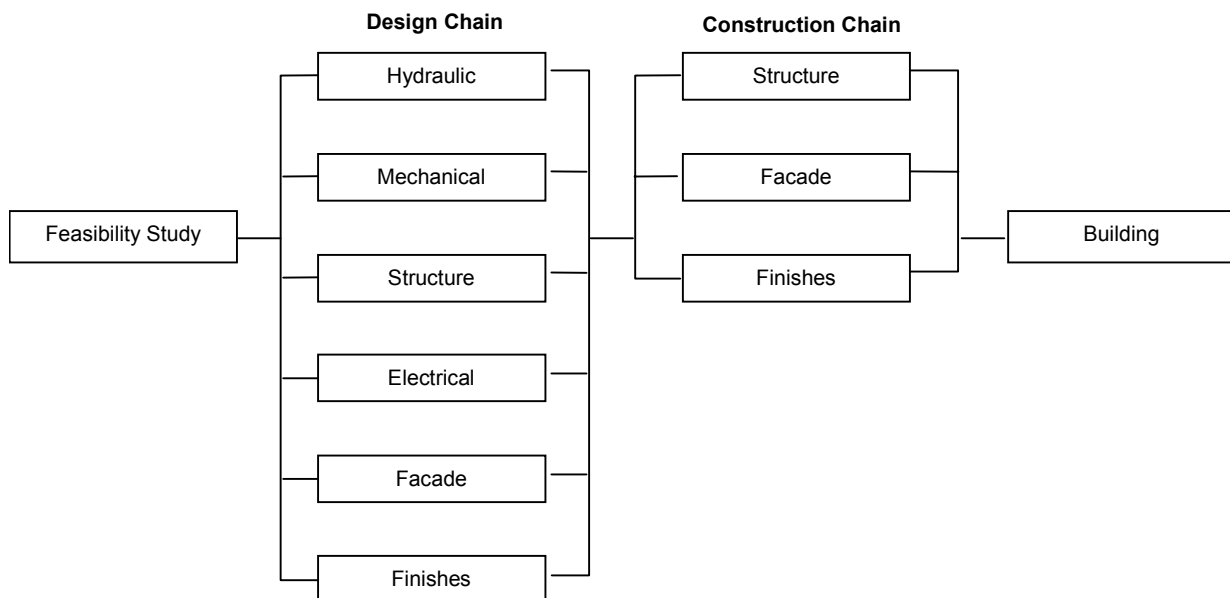 Design Chain
Construction Chain
Hydraulic
Structure
Mechanical
Facade
Feasibility Study
Building
Structure
Finishes
Electrical
Facade
Finishes